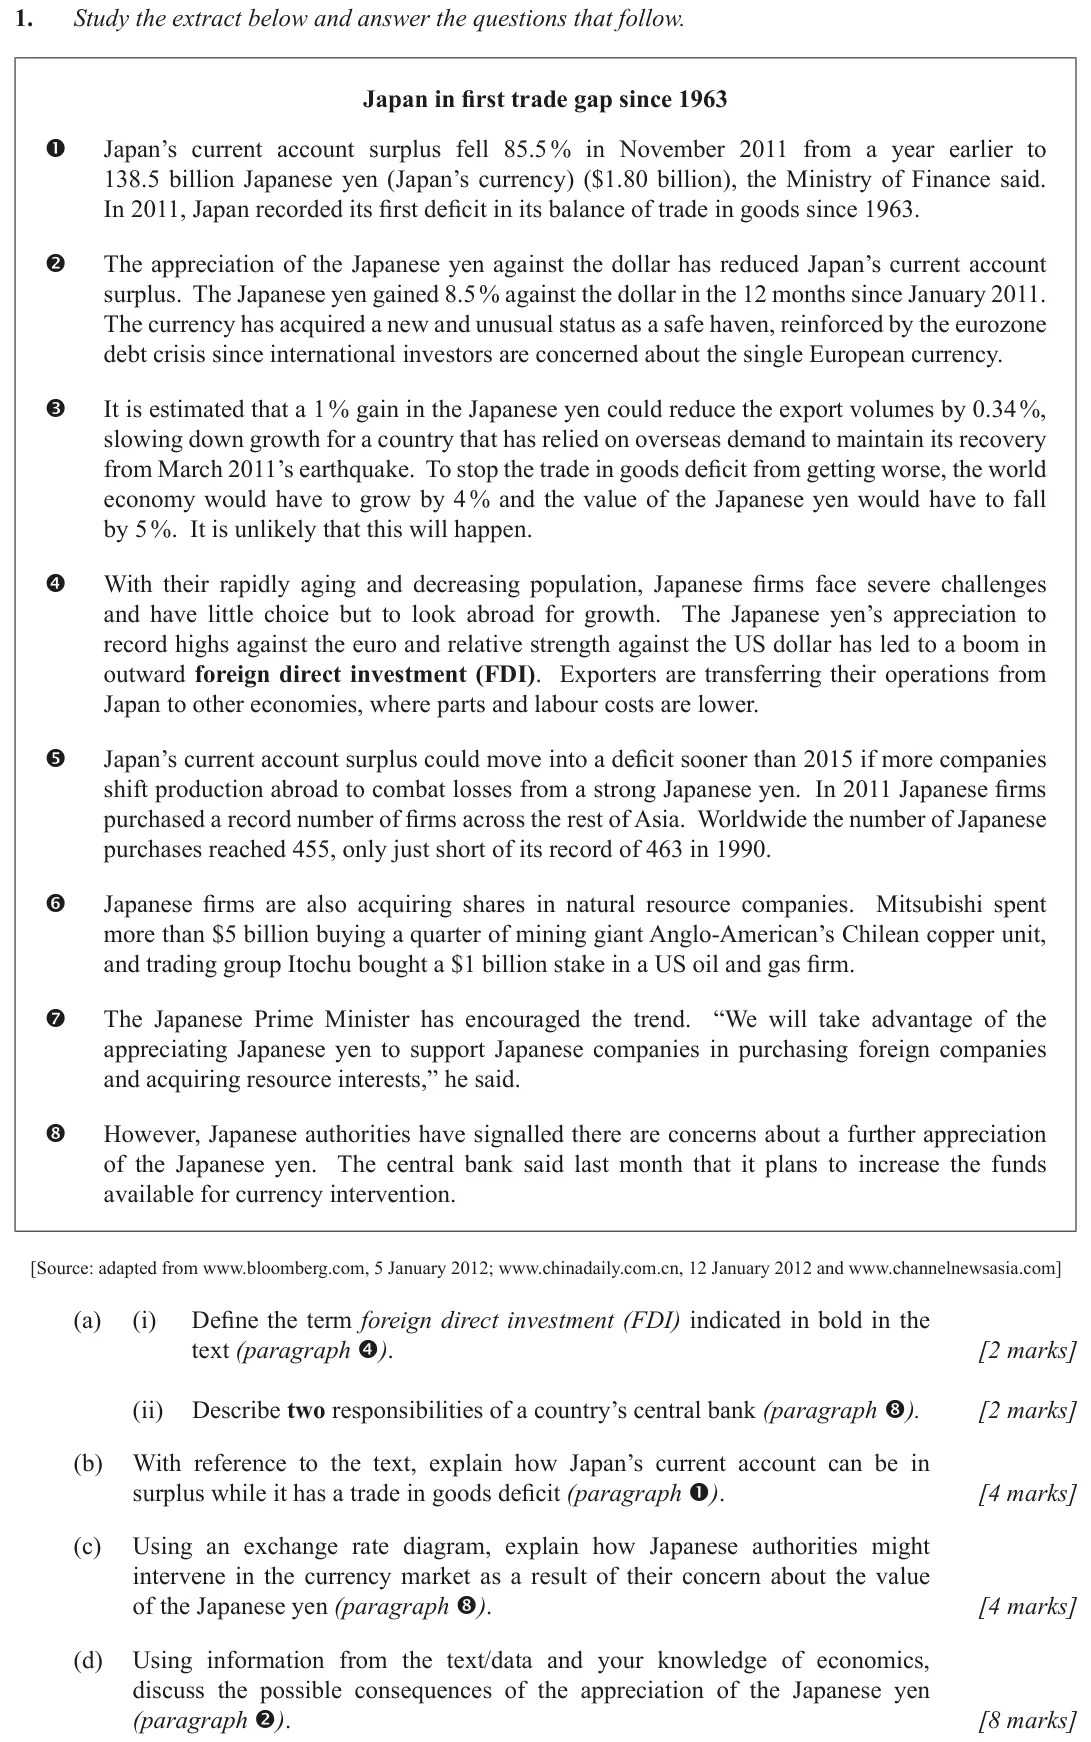 1. Study the extract below and answer the questions that follow.
Japan in first trade gap since 1963
❶ Japan’s current account surplus fell 85.5% in November 2011 from a year earlier to
138.5 billion Japanese yen (Japan’s currency) ($1.80 billion), the Ministry of Finance said.
In 2011, Japan recorded its first deficit in its balance of trade in goods since 1963.
❷ The appreciation of the Japanese yen against the dollar has reduced Japan’s current account
surplus. The Japanese yen gained 8.5% against the dollar in the 12 months since January 2011.
The currency has acquired a new and unusual status as a safe haven, reinforced by the eurozone
debt crisis since international investors are concerned about the single European currency.
❸ It is estimated that a 1% gain in the Japanese yen could reduce the export volumes by 0.34%,
slowing down growth for a country that has relied on overseas demand to maintain its recovery
from March 2011’s earthquake. To stop the trade in goods deficit from getting worse, the world
economy would have to grow by 4% and the value of the Japanese yen would have to fall
by 5%. It is unlikely that this will happen.
❹ With their rapidly aging and decreasing population, Japanese firms face severe challenges
and have little choice but to look abroad for growth. The Japanese yen’s appreciation to
record highs against the euro and relative strength against the US dollar has led to a boom in
outward foreign direct investment (FDI). Exporters are transferring their operations from
Japan to other economies, where parts and labour costs are lower.
❺ Japan’s current account surplus could move into a deficit sooner than 2015 if more companies
shift production abroad to combat losses from a strong Japanese yen. In 2011 Japanese firms
purchased a record number of firms across the rest of Asia. Worldwide the number of Japanese
purchases reached 455, only just short of its record of 463 in 1990.
❻ Japanese firms are also acquiring shares in natural resource companies. Mitsubishi spent
more than $5 billion buying a quarter of mining giant Anglo-American’s Chilean copper unit,
and trading group Itochu bought a $1 billion stake in a US oil and gas firm.
❼ The Japanese Prime Minister has encouraged the trend. “We will take advantage of the
appreciating Japanese yen to support Japanese companies in purchasing foreign companies
and acquiring resource interests,” he said.
❽ However, Japanese authorities have signalled there are concerns about a further appreciation
of the Japanese yen. The central bank said last month that it plans to increase the funds
available for currency intervention.
[Source: adapted from www.bloomberg.com, 5 January 2012; www.chinadaily.com.cn, 12 January 2012 and www.channelnewsasia.com]
(a) (i) Define the term foreign direct investment (FDI) indicated in bold in the
text (paragraph ❹). [2 marks]
(ii) Describe two responsibilities of a country’s central bank (paragraph ❽). [2 marks]
(b) With reference to the text, explain how Japan’s current account can be in
surplus while it has a trade in goods deficit (paragraph ❶). [4 marks]
(c) Using an exchange rate diagram, explain how Japanese authorities might
intervene in the currency market as a result of their concern about the value
of the Japanese yen (paragraph ❽). [4 marks]
(d) Using information from the text/data and your knowledge of economics,
discuss the possible consequences of the appreciation of the Japanese yen
(paragraph ❷). [8 marks]